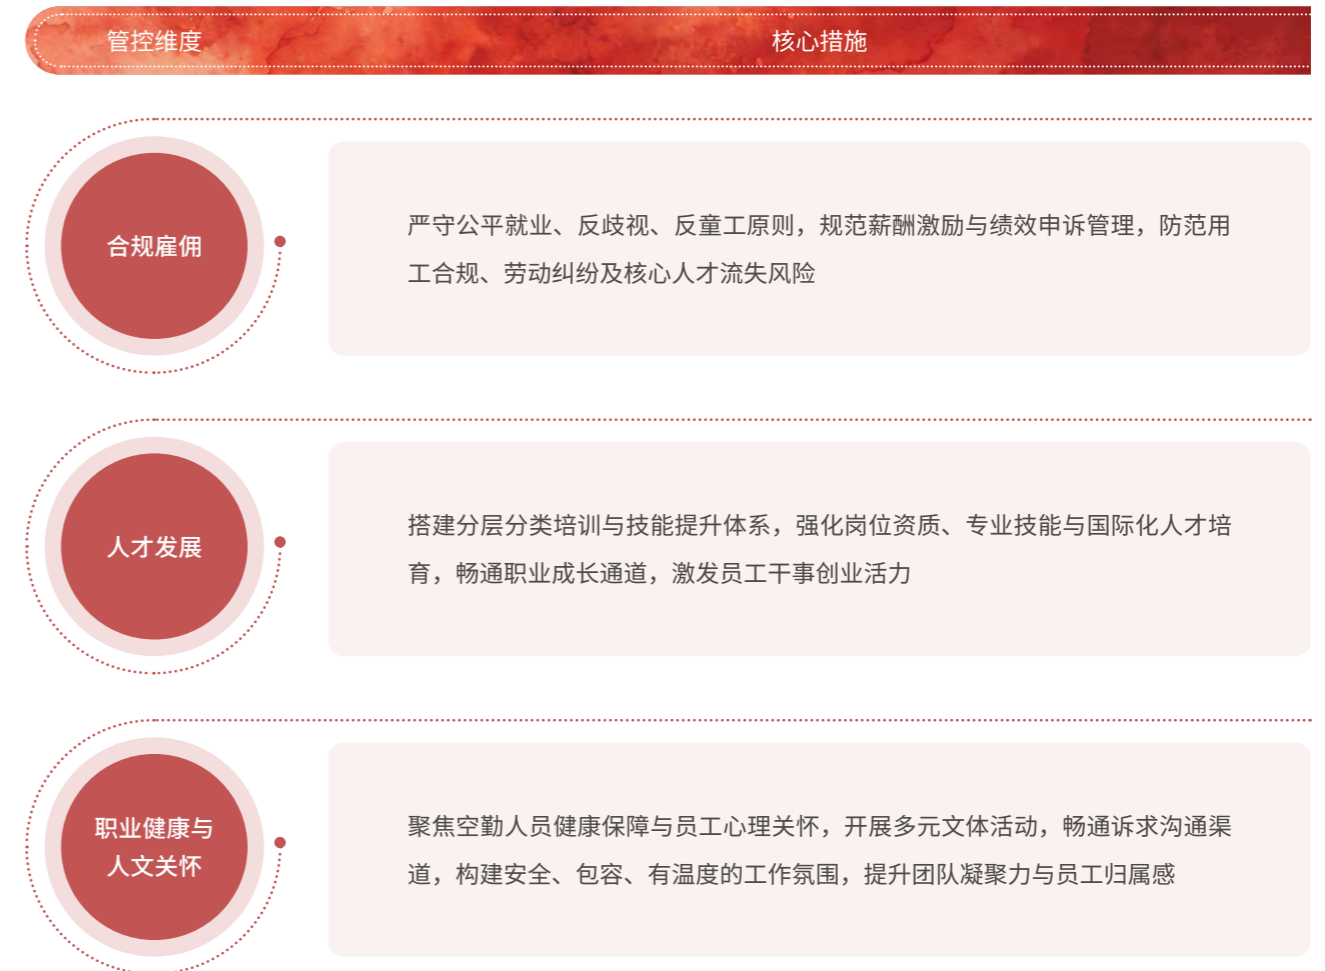 管控维度 核心措施
合规雇佣
严守公平就业、反歧视、反童工原则，规范薪酬激励与绩效申诉管理，防范用
工合规、劳动纠纷及核心人才流失风险
人才发展
搭建分层分类培训与技能提升体系，强化岗位资质、专业技能与国际化人才培
育，畅通职业成长通道，激发员工干事创业活力
职业健康与
人文关怀
聚焦空勤人员健康保障与员工心理关怀，开展多元文体活动，畅通诉求沟通渠
道，构建安全、包容、有温度的工作氛围，提升团队凝聚力与员工归属感